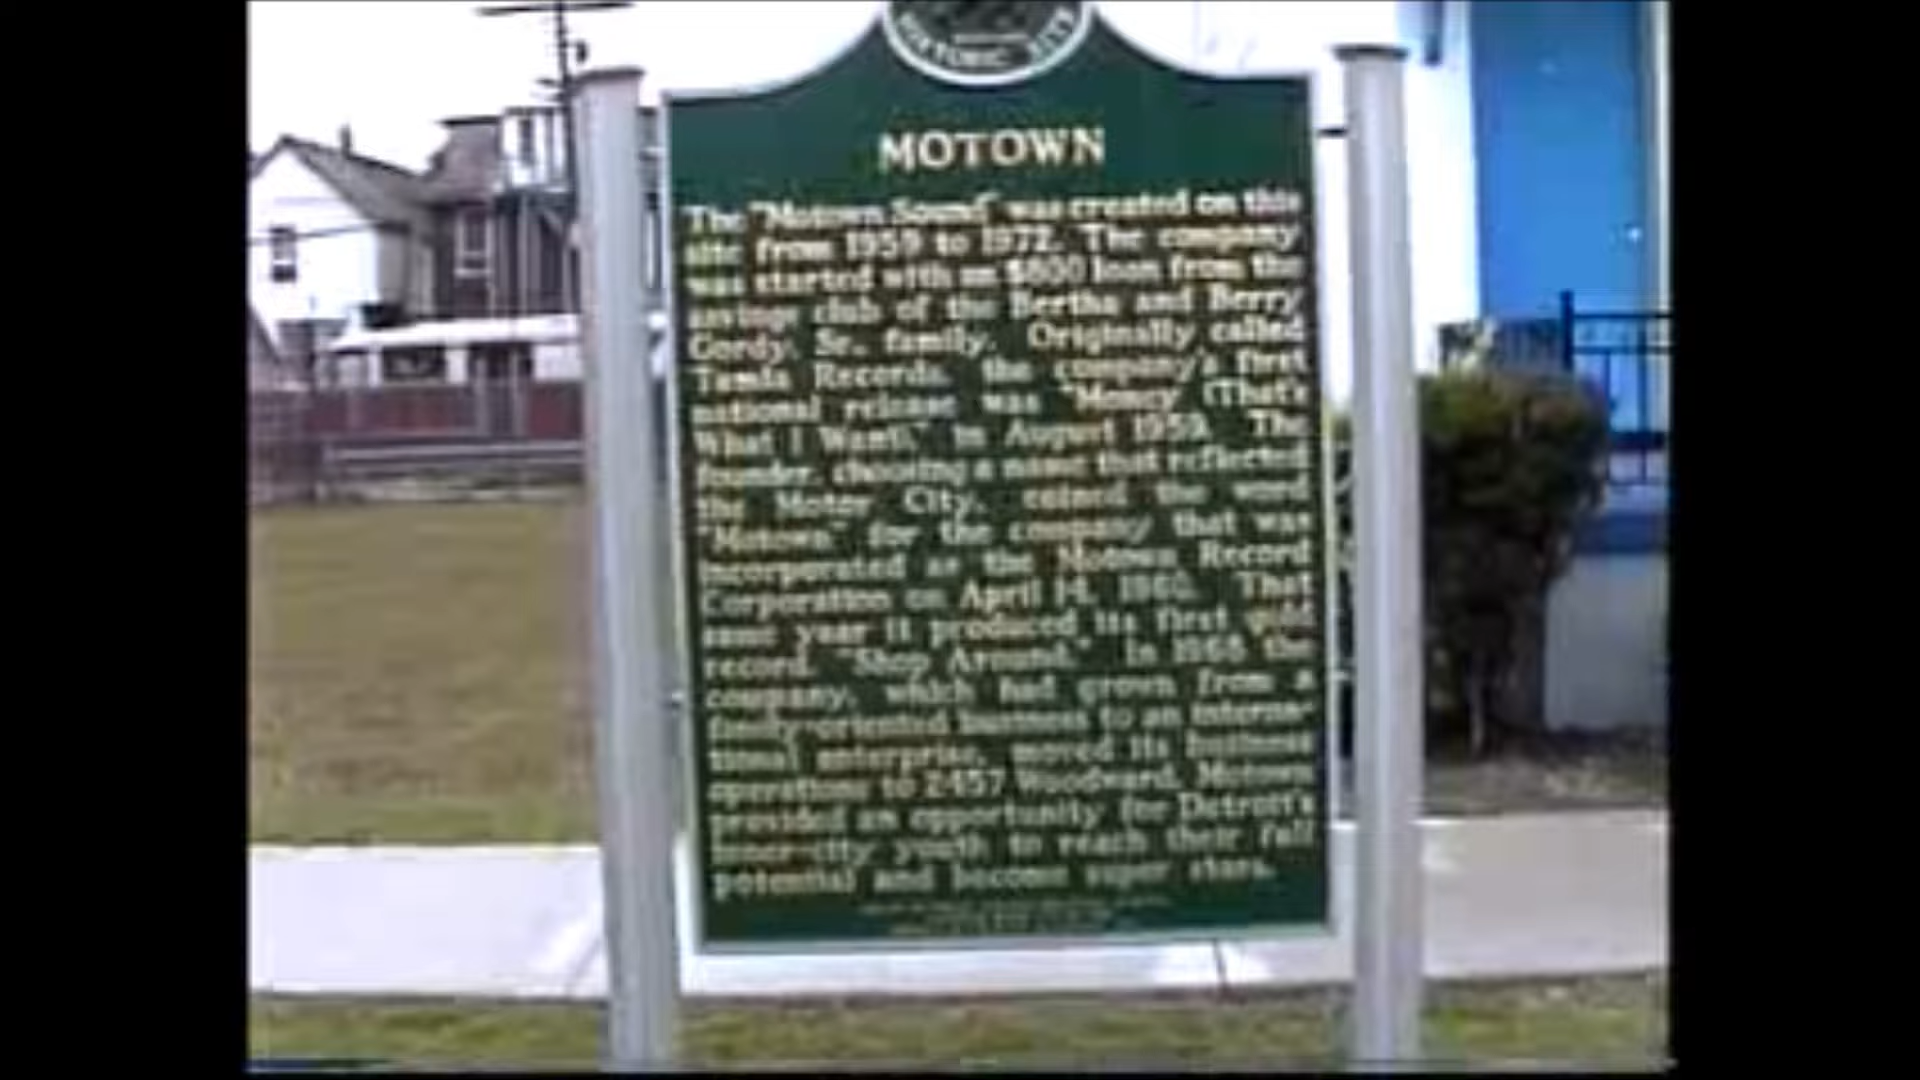 HISTORIC SITE
MOTOWN
The "Motown Sound" was created on this
site from 1959 to 1972. The company
was started with an $800 loan from the
savings club of the Bertha and Berry
Gordy, Sr., family. Originally called
Tamla Records, the company's first
national release was "Money (That's
What I Want)," in August 1959. The
founder, choosing a name that reflected
the Motor City, coined the word
"Motown" for the company that was
incorporated as the Motown Record
Corporation on April 14, 1960. That
same year it produced its first gold
record, "Shop Around." In 1968 the
company, which had grown from a
family-oriented business to an interna-
tional enterprise, moved its business
operations to 2457 Woodward. Motown
provided an opportunity for Detroit's
inner-city youth to reach their full
potential and become super stars.